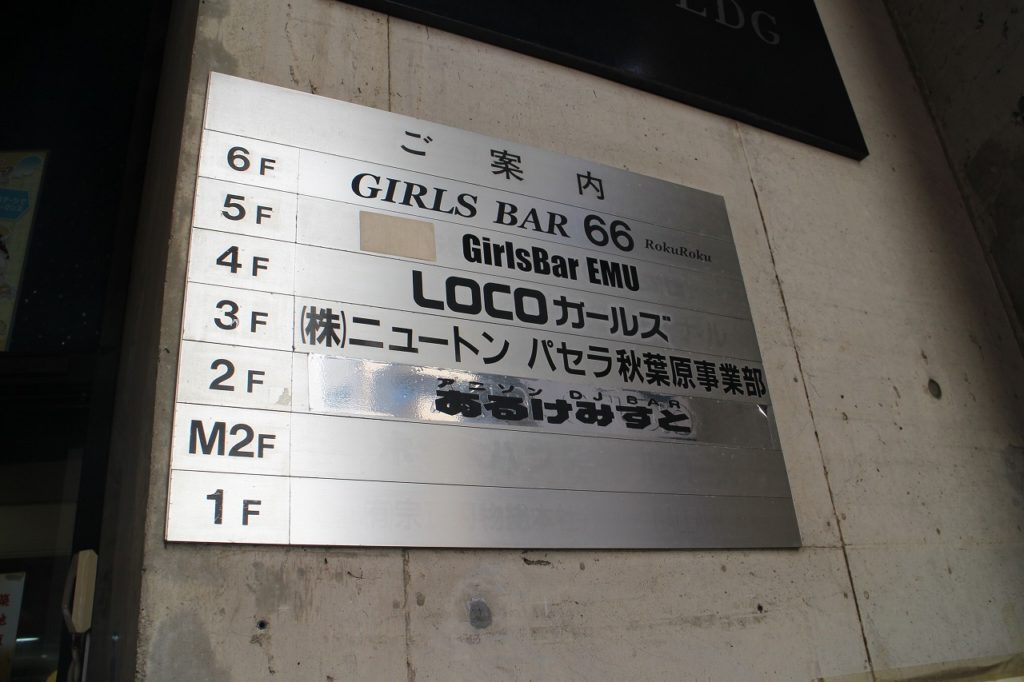 LDG
ご案内
6F GIRLS BAR 66 RokuRoku
5F GirlsBar EMU
4F LOCOガールズ
3F (株)ニュートン パセラ秋葉原事業部
2F アニソン DJ BAR
あるけみすと
M2F
1F